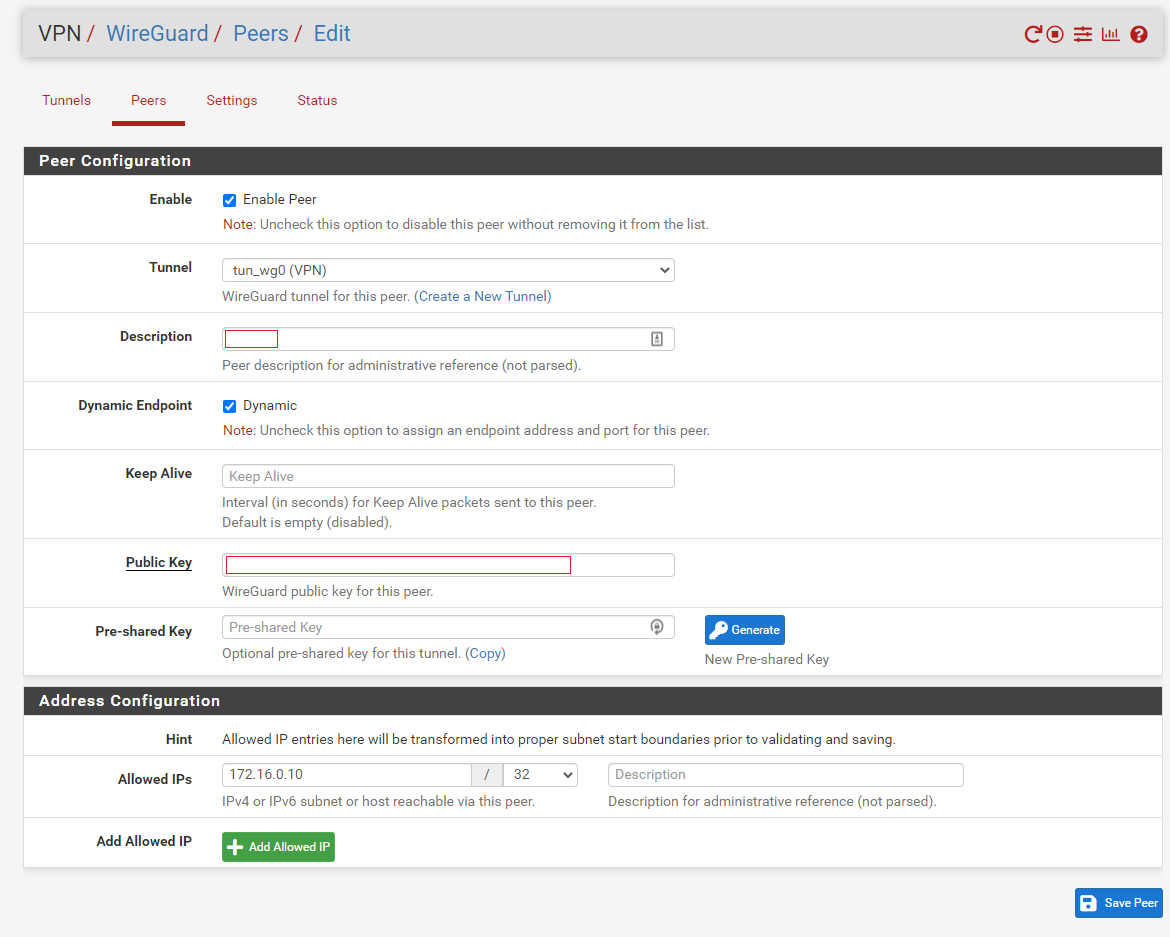 VPN / WireGuard / Peers / Edit
Tunnels Peers Settings Status
Peer Configuration
Enable Enable Peer
Note: Uncheck this option to disable this peer without removing it from the list.
Tunnel tun_wg0 (VPN)
WireGuard tunnel for this peer. (Create a New Tunnel)
Description
Peer description for administrative reference (not parsed).
Dynamic Endpoint Dynamic
Note: Uncheck this option to assign an endpoint address and port for this peer.
Keep Alive Keep Alive
Interval (in seconds) for Keep Alive packets sent to this peer.
Default is empty (disabled).
Public Key
WireGuard public key for this peer.
Pre-shared Key Pre-shared Key Generate
Optional pre-shared key for this tunnel. (Copy) New Pre-shared Key
Address Configuration
Hint Allowed IP entries here will be transformed into proper subnet start boundaries prior to validating and saving.
Allowed IPs 172.16.0.10 / 32 Description
IPv4 or IPv6 subnet or host reachable via this peer. Description for administrative reference (not parsed).
Add Allowed IP Add Allowed IP
Save Peer